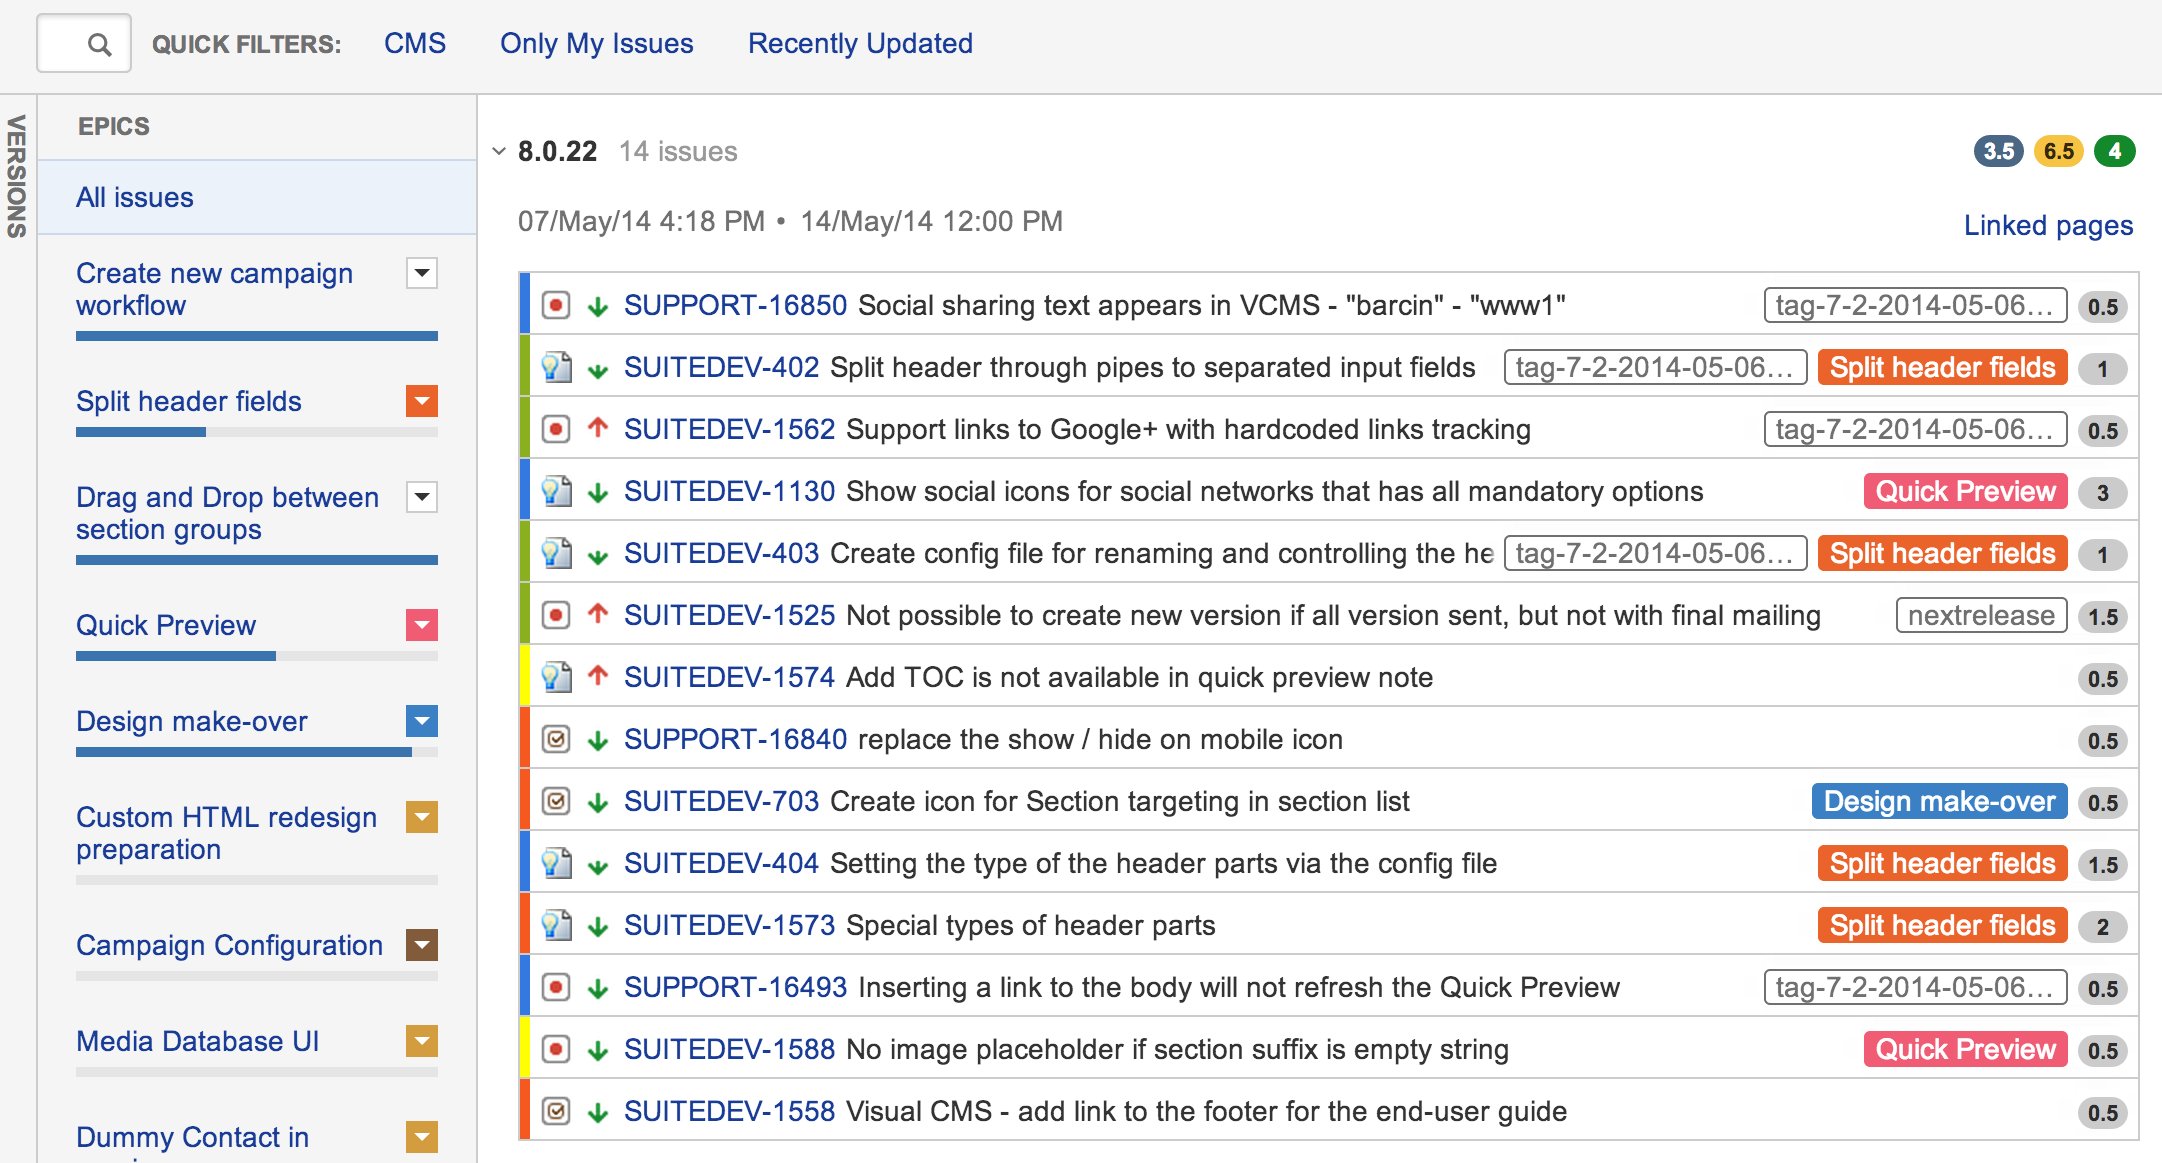 QUICK FILTERS: CMS Only My Issues Recently Updated
VERSIONS
EPICS
All issues
Create new campaign
workflow
Split header fields
Drag and Drop between
section groups
Quick Preview
Design make-over
Custom HTML redesign
preparation
Campaign Configuration
Media Database UI
Dummy Contact in
8.0.22 14 issues 3.5 6.5 4
07/May/14 4:18 PM • 14/May/14 12:00 PM
Linked pages
SUPPORT-16850 Social sharing text appears in VCMS - "barcin" - "www1" tag-7-2-2014-05-06... 0.5
SUITEDEV-402 Split header through pipes to separated input fields tag-7-2-2014-05-06... Split header fields 1
SUITEDEV-1562 Support links to Google+ with hardcoded links tracking tag-7-2-2014-05-06... 0.5
SUITEDEV-1130 Show social icons for social networks that has all mandatory options Quick Preview 3
SUITEDEV-403 Create config file for renaming and controlling the he tag-7-2-2014-05-06... Split header fields 1
SUITEDEV-1525 Not possible to create new version if all version sent, but not with final mailing nextrelease 1.5
SUITEDEV-1574 Add TOC is not available in quick preview note 0.5
SUPPORT-16840 replace the show / hide on mobile icon 0.5
SUITEDEV-703 Create icon for Section targeting in section list Design make-over 0.5
SUITEDEV-404 Setting the type of the header parts via the config file Split header fields 1.5
SUITEDEV-1573 Special types of header parts Split header fields 2
SUPPORT-16493 Inserting a link to the body will not refresh the Quick Preview tag-7-2-2014-05-06... 0.5
SUITEDEV-1588 No image placeholder if section suffix is empty string Quick Preview 0.5
SUITEDEV-1558 Visual CMS - add link to the footer for the end-user guide 0.5